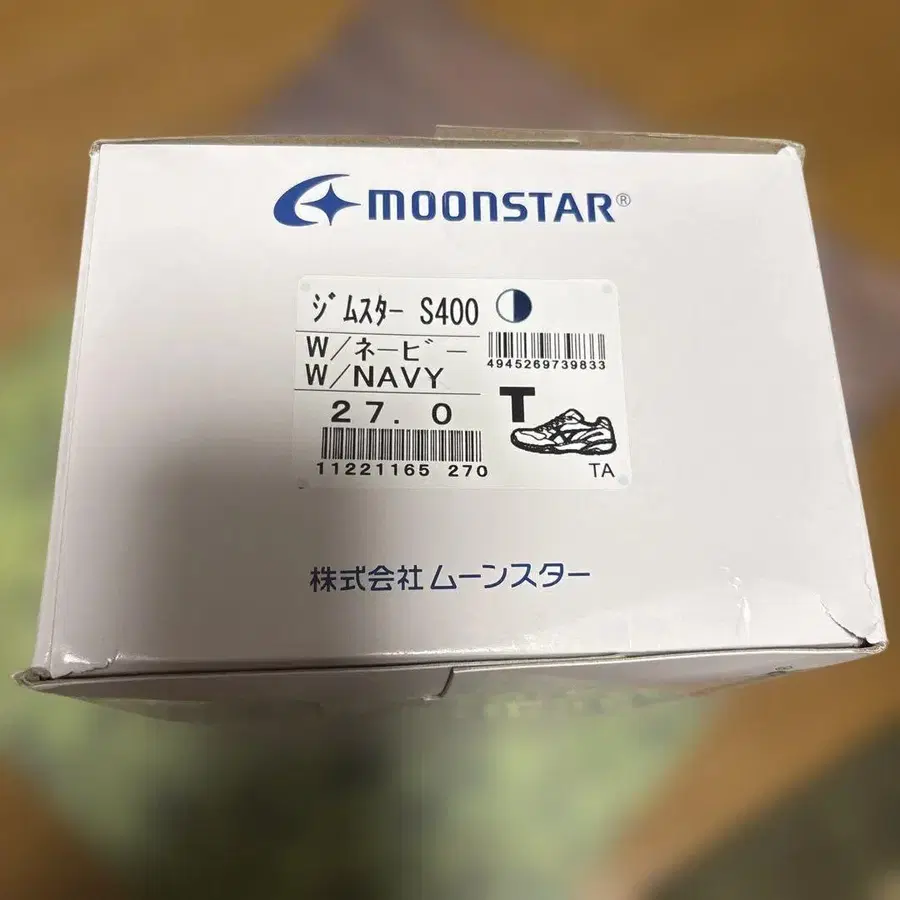 MOONSTAR®
ジムスター S400
W/ネービー
W/NAVY
4945269739833
27.0
T
11221165 270
TA
株式会社ムーンスター